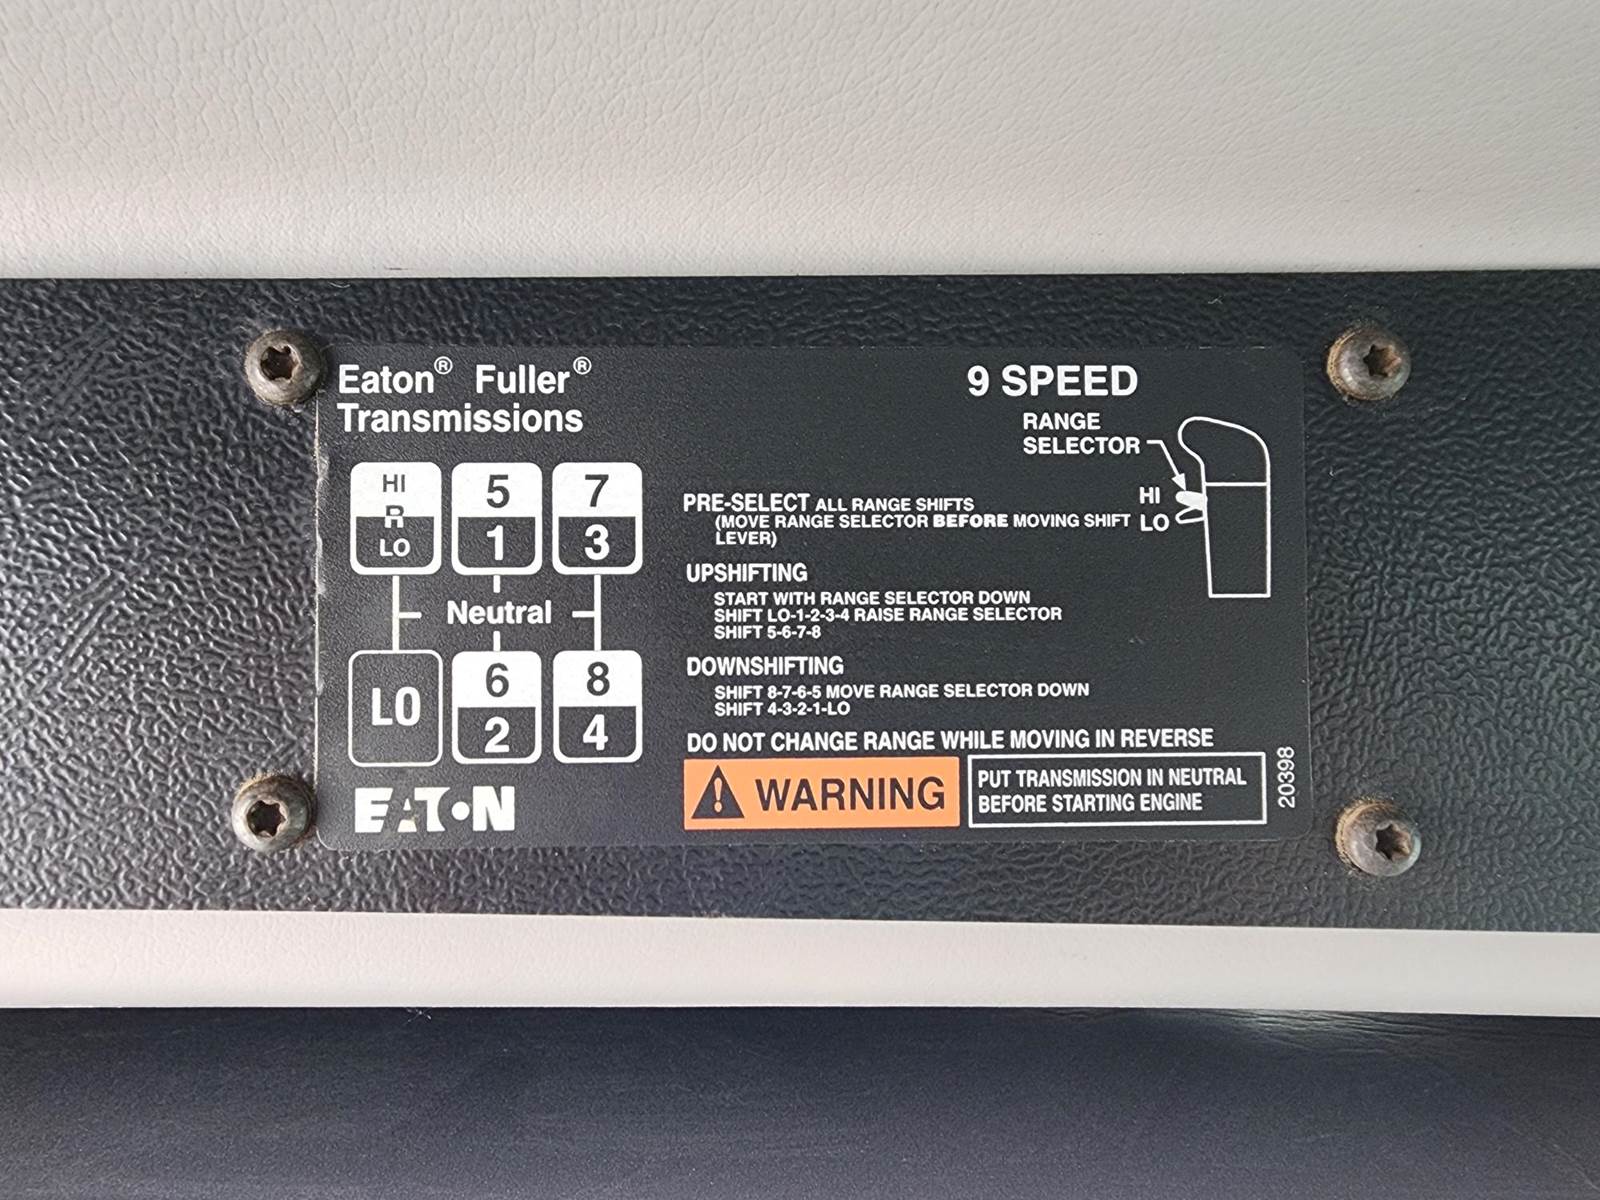 Eaton® Fuller®
Transmissions
9 SPEED
RANGE
SELECTOR
HI
LO
HI
R
LO
5
1
7
3
Neutral
LO
6
2
8
4
EATON
PRE-SELECT ALL RANGE SHIFTS
(MOVE RANGE SELECTOR BEFORE MOVING SHIFT
LEVER)
UPSHIFTING
START WITH RANGE SELECTOR DOWN
SHIFT LO-1-2-3-4 RAISE RANGE SELECTOR
SHIFT 5-6-7-8
DOWNSHIFTING
SHIFT 8-7-6-5 MOVE RANGE SELECTOR DOWN
SHIFT 4-3-2-1-LO
DO NOT CHANGE RANGE WHILE MOVING IN REVERSE
WARNING
PUT TRANSMISSION IN NEUTRAL
BEFORE STARTING ENGINE
20398